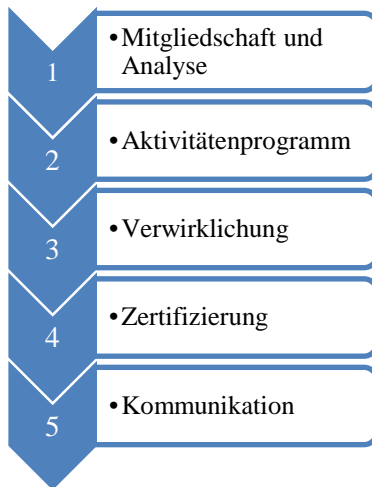 1
•Mitgliedschaft und
Analyse
2
•Aktivitätenprogramm
3
•Verwirklichung
4
•Zertifizierung
5
•Kommunikation